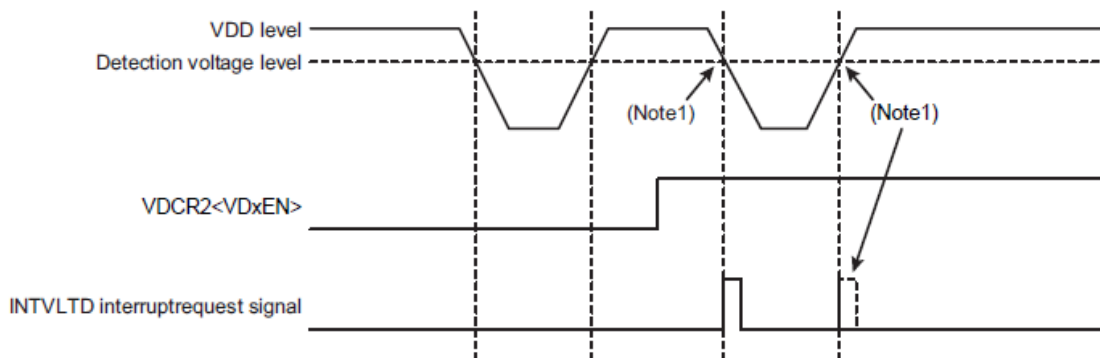 VDD level
Detection voltage level
(Note1)
(Note1)
VDCR2<VDxEN>
INTVLTD interruptrequest signal